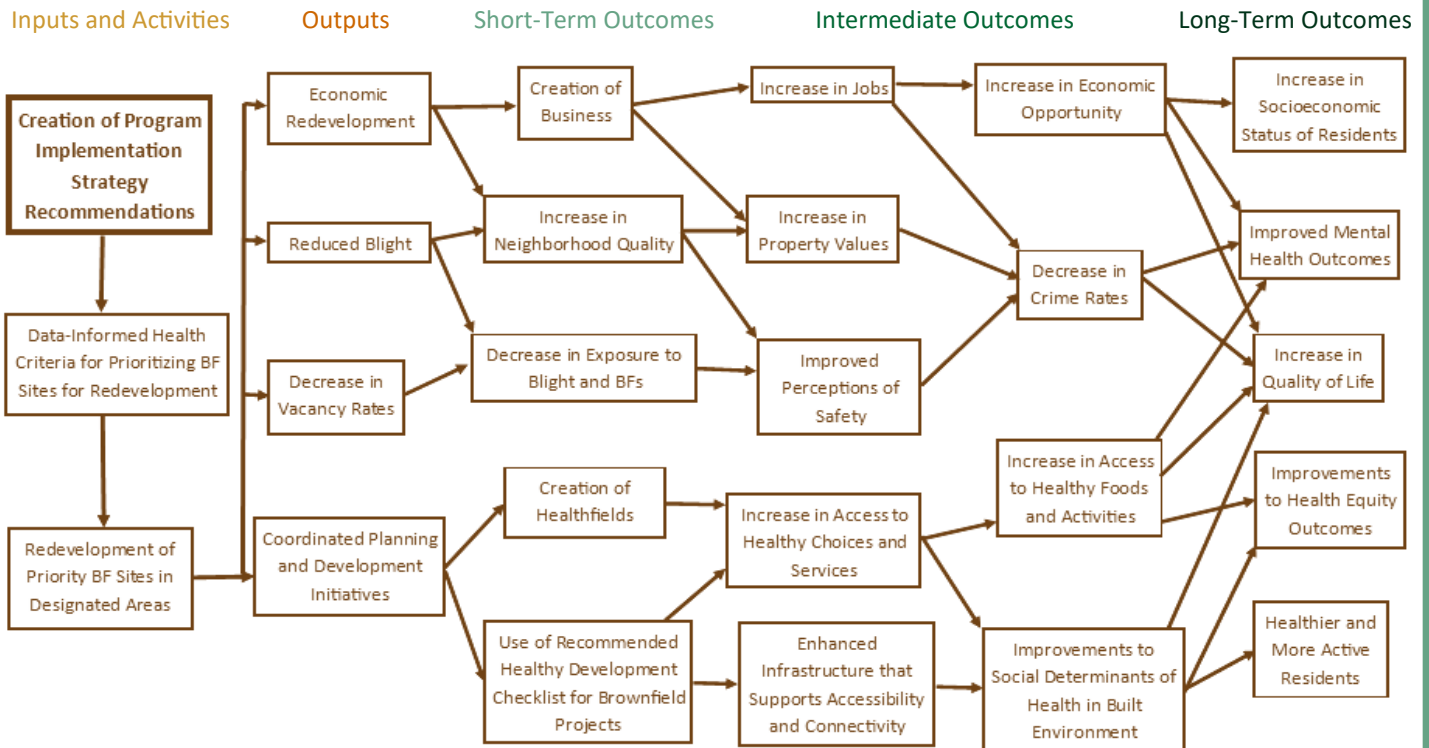 Inputs and Activities
Outputs
Short-Term Outcomes
Intermediate Outcomes
Long-Term Outcomes
Creation of Program
Implementation
Strategy
Recommendations
Data-Informed Health
Criteria for Prioritizing BF
Sites for Redevelopment
Redevelopment of
Priority BF Sites in
Designated Areas
Economic
Redevelopment
Reduced Blight
Decrease in
Vacancy Rates
Coordinated Planning
and Development
Initiatives
Creation of
Business
Increase in
Neighborhood Quality
Decrease in Exposure to
Blight and BFs
Creation of
Healthfields
Use of Recommended
Healthy Development
Checklist for Brownfield
Projects
Increase in Jobs
Increase in
Property Values
Improved
Perceptions of
Safety
Increase in Access to
Healthy Choices and
Services
Enhanced
Infrastructure that
Supports Accessibility
and Connectivity
Increase in Economic
Opportunity
Decrease in
Crime Rates
Increase in Access
to Healthy Foods
and Activities
Improvements to
Social Determinants of
Health in Built
Environment
Increase in
Socioeconomic
Status of Residents
Improved Mental
Health Outcomes
Increase in
Quality of Life
Improvements
to Health Equity
Outcomes
Healthier and
More Active
Residents